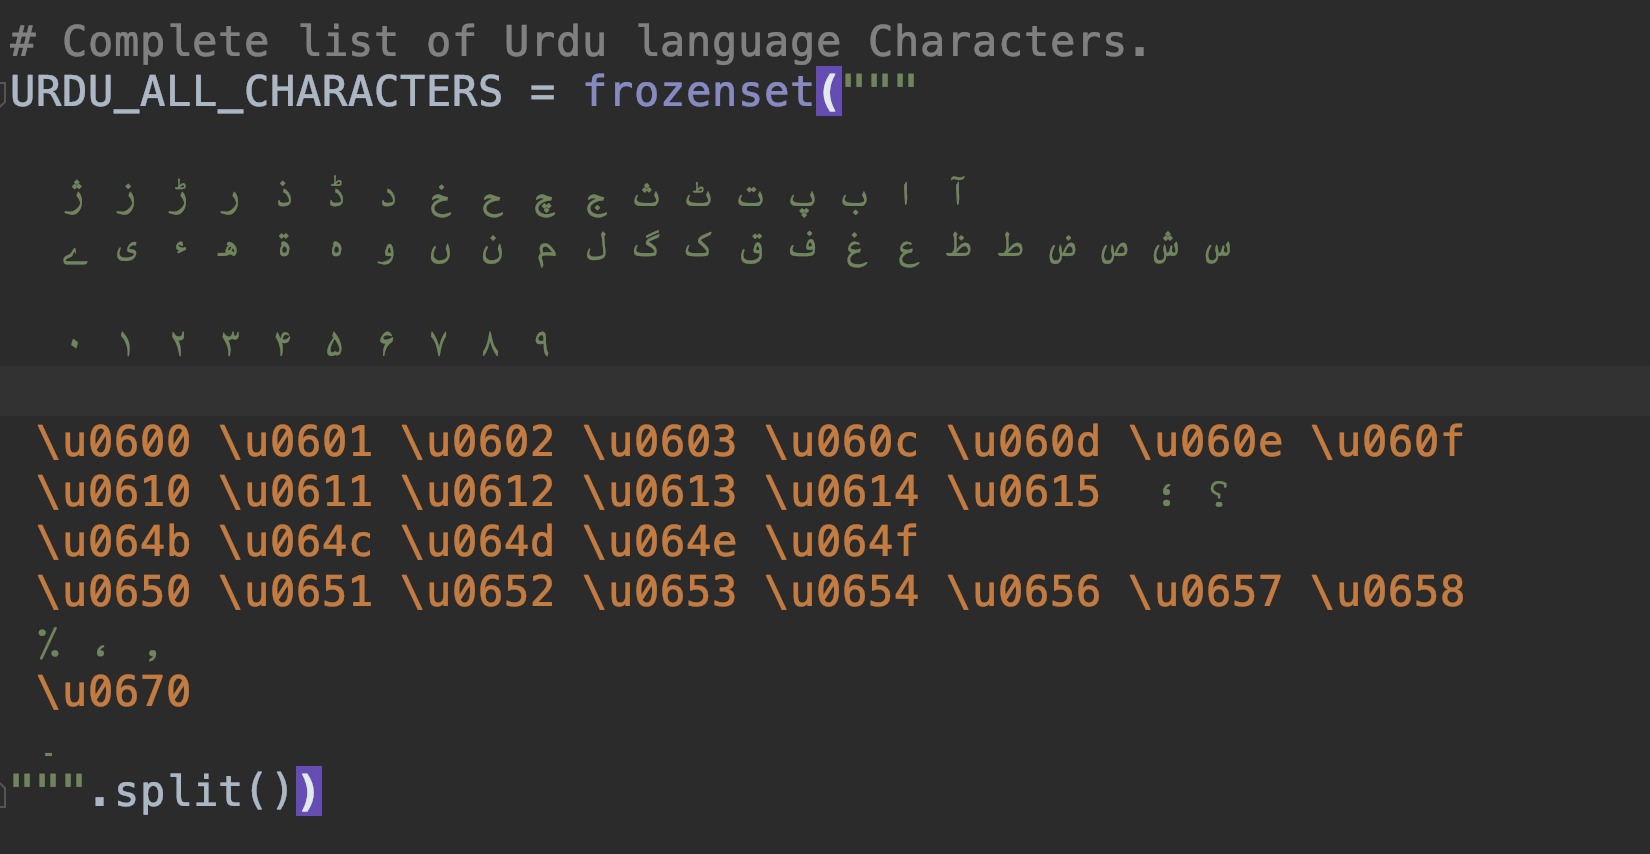 # Complete list of Urdu language Characters.
URDU_ALL_CHARACTERS = frozenset("""
آ ا ب پ ت ٹ ث ج چ ح خ د ڈ ذ ر ڑ ز ژ
س ش ص ض ط ظ ع غ ف ق ک گ ل م ن ں و ہ ۃ ھ ء ی ے
۰ ۱ ۲ ۳ ۴ ۵ ۶ ۷ ۸ ۹
\u0600 \u0601 \u0602 \u0603 \u060c \u060d \u060e \u060f
\u0610 \u0611 \u0612 \u0613 \u0614 \u0615 ؟ ؛
\u064b \u064c \u064d \u064e \u064f
\u0650 \u0651 \u0652 \u0653 \u0654 \u0656 \u0657 \u0658
٪ ، ٫
\u0670
۔
""".split())